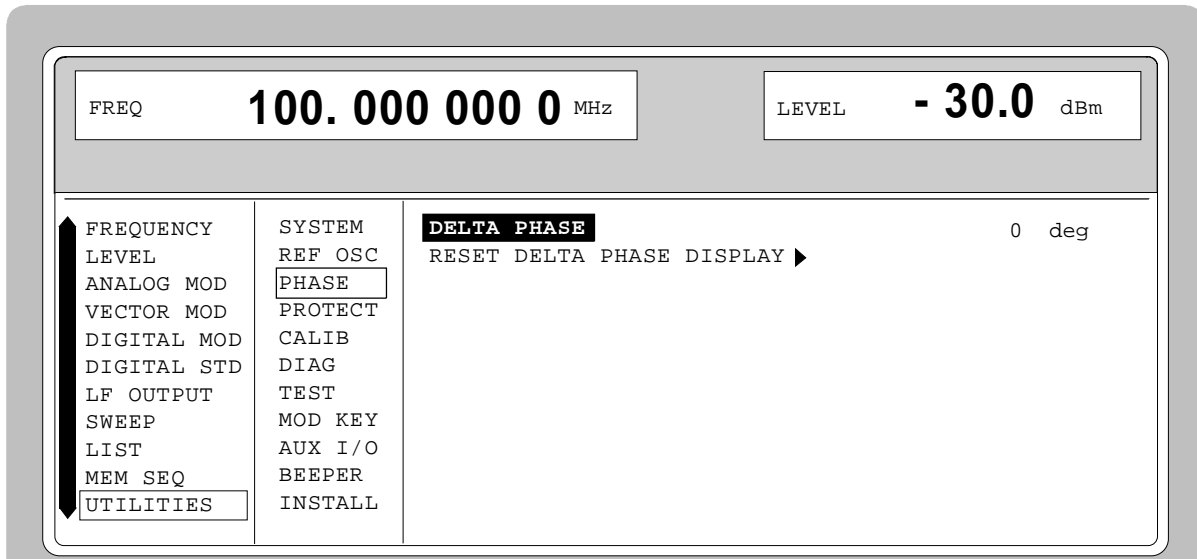 FREQ 100. 000 000 0 MHz
LEVEL - 30.0 dBm
FREQUENCY
LEVEL
ANALOG MOD
VECTOR MOD
DIGITAL MOD
DIGITAL STD
LF OUTPUT
SWEEP
LIST
MEM SEQ
UTILITIES
SYSTEM
REF OSC
PHASE
PROTECT
CALIB
DIAG
TEST
MOD KEY
AUX I/O
BEEPER
INSTALL
DELTA PHASE 0 deg
RESET DELTA PHASE DISPLAY